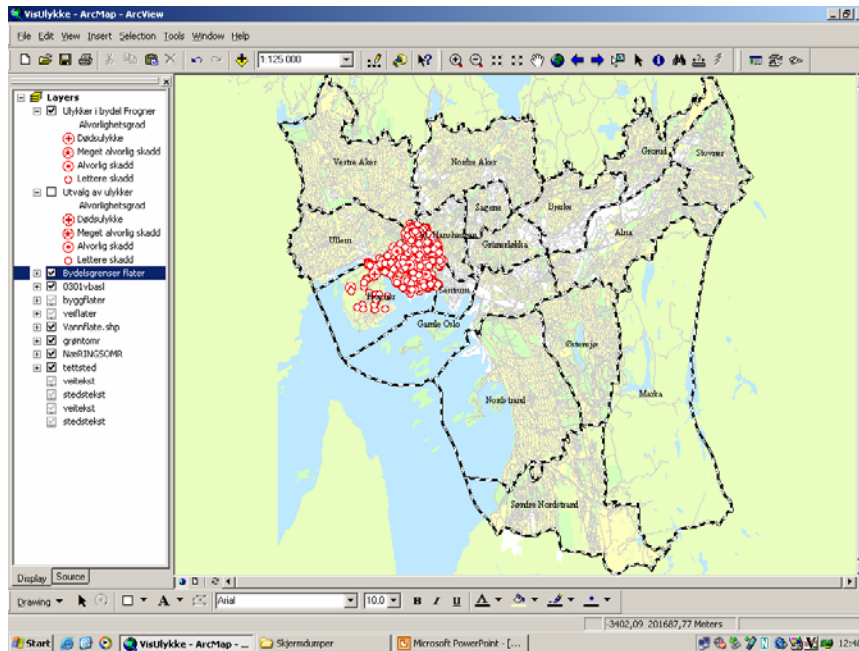 VisUlykke - ArcMap - ArcView
File Edit View Insert Selection Tools Window Help
1:125 000
Layers
Ulykker i bydel Frogner
Alvorlighetsgrad
Dødsulykke
Meget alvorlig skadd
Alvorlig skadd
Lettere skadd
Utvalg av ulykker
Alvorlighetsgrad
Dødsulykke
Meget alvorlig skadd
Alvorlig skadd
Lettere skadd
Bydelsgrenser flater
0301vbasl
byggflater
veiflater
Vannflate.shp
grøntomr
NæRINGSOMR
tettsted
veitekst
stedstekst
veitekst
stedstekst
Display Source
Vestre Aker
Nordre Aker
Grorud
Stovner
Sagene
Bjerke
Ullern
Grünerløkka
Alna
Frogner
Sentrum
Gamle Oslo
Østensjø
Nordstrand
Marka
Søndre Nordstrand
Drawing
A
Arial
10.0
B I U A
-3402,09 201687,77 Meters
Start
VisUlykke - ArcMap - ...
Skjermdumper
Microsoft PowerPoint - [...